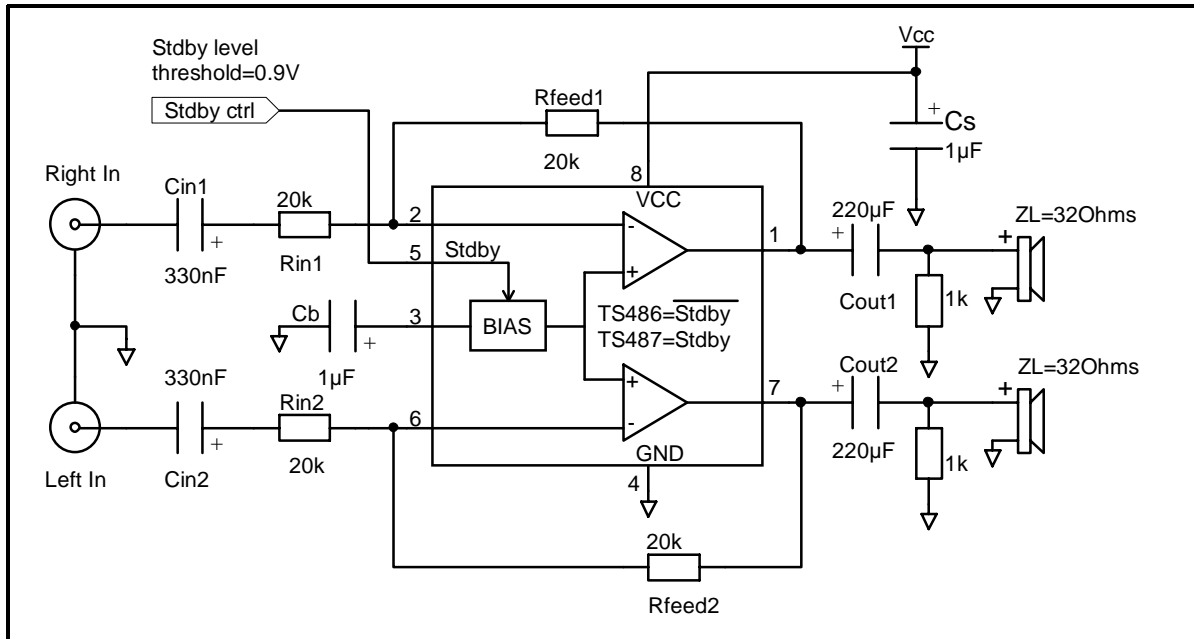 Vcc
Stdby level
threshold=0.9V
Stdby ctrl
Rfeed1
20k
+
Cs
1µF
8
VCC
Right In
Cin1
20k
2
-
+
330nF
Rin1
5
Stdby
+
1
220µF
+
ZL=32Ohms
+
Cout1
1k
Cb
3
BIAS
TS486=Stdby
TS487=Stdby
+
1µF
330nF
Rin2
6
+
-
7
Cout2
+
ZL=32Ohms
+
220µF
1k
+
Left In
Cin2
20k
GND
4
20k
Rfeed2